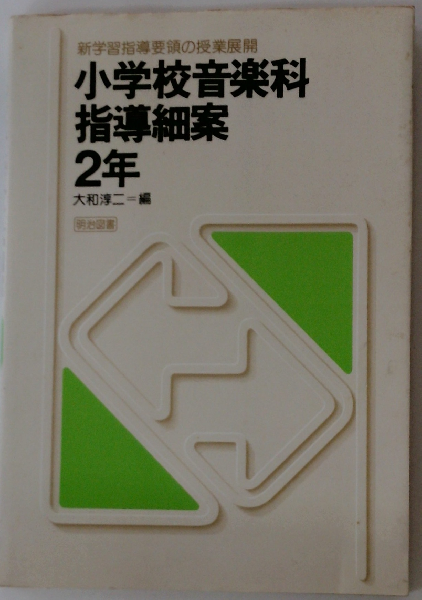 新学習指導要領の授業展開
小学校音楽科
指導細案
2年
大和淳二＝編
明治図書